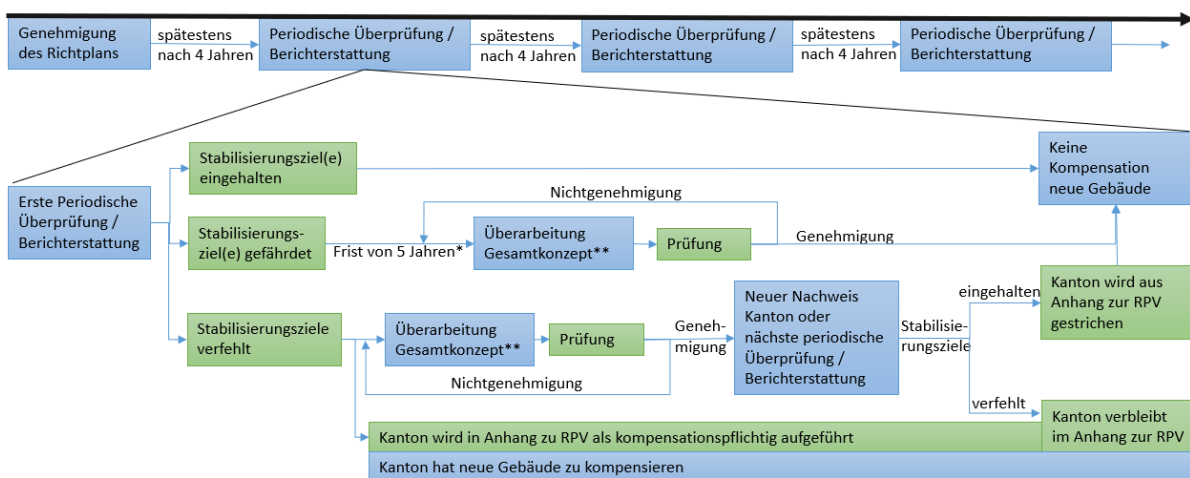 Genehmigung
des Richtplans
spätestens
nach 4 Jahren
Periodische Überprüfung /
Berichterstattung
spätestens
nach 4 Jahren
Periodische Überprüfung /
Berichterstattung
spätestens
nach 4 Jahren
Periodische Überprüfung /
Berichterstattung
Erste Periodische
Überprüfung /
Berichterstattung
Stabilisierungsziel(e)
eingehalten
Keine
Kompensation
neue Gebäude
Stabilisierungs-
ziel(e) gefährdet
Frist von 5 Jahren*
Nichtgenehmigung
Überarbeitung
Gesamtkonzept**
Prüfung
Genehmigung
Stabilisierungsziele
verfehlt
Überarbeitung
Gesamtkonzept**
Prüfung
Nichtgenehmigung
Geneh-
migung
Neuer Nachweis
Kanton oder
nächste periodische
Überprüfung /
Berichterstattung
Stabilisie-
rungsziele
eingehalten
Kanton wird aus
Anhang zur RPV
gestrichen
verfehlt
Kanton verbleibt
im Anhang zur RPV
Kanton wird in Anhang zu RPV als kompensationspflichtig aufgeführt
Kanton hat neue Gebäude zu kompensieren